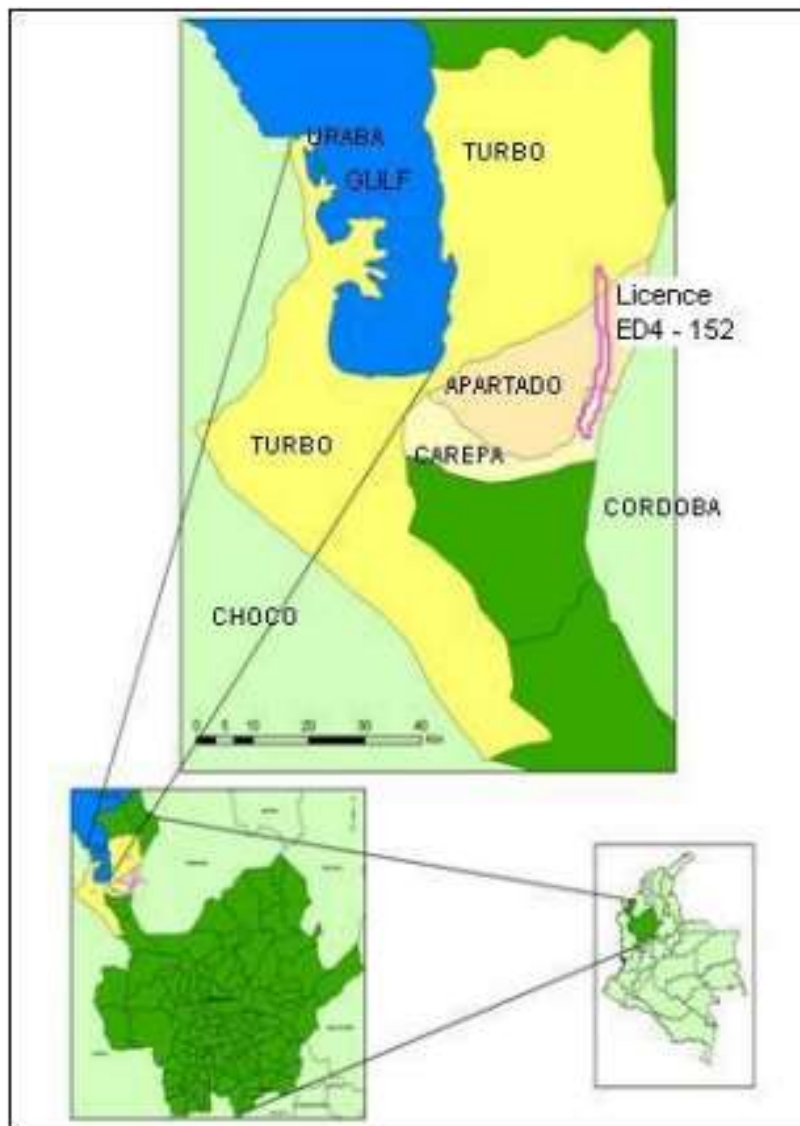 URABA
GULF
TURBO
Licence
ED4 - 152
APARTADO
TURBO
CAREPA
CORDOBA
CHOCO
0 5 10 20 30 40